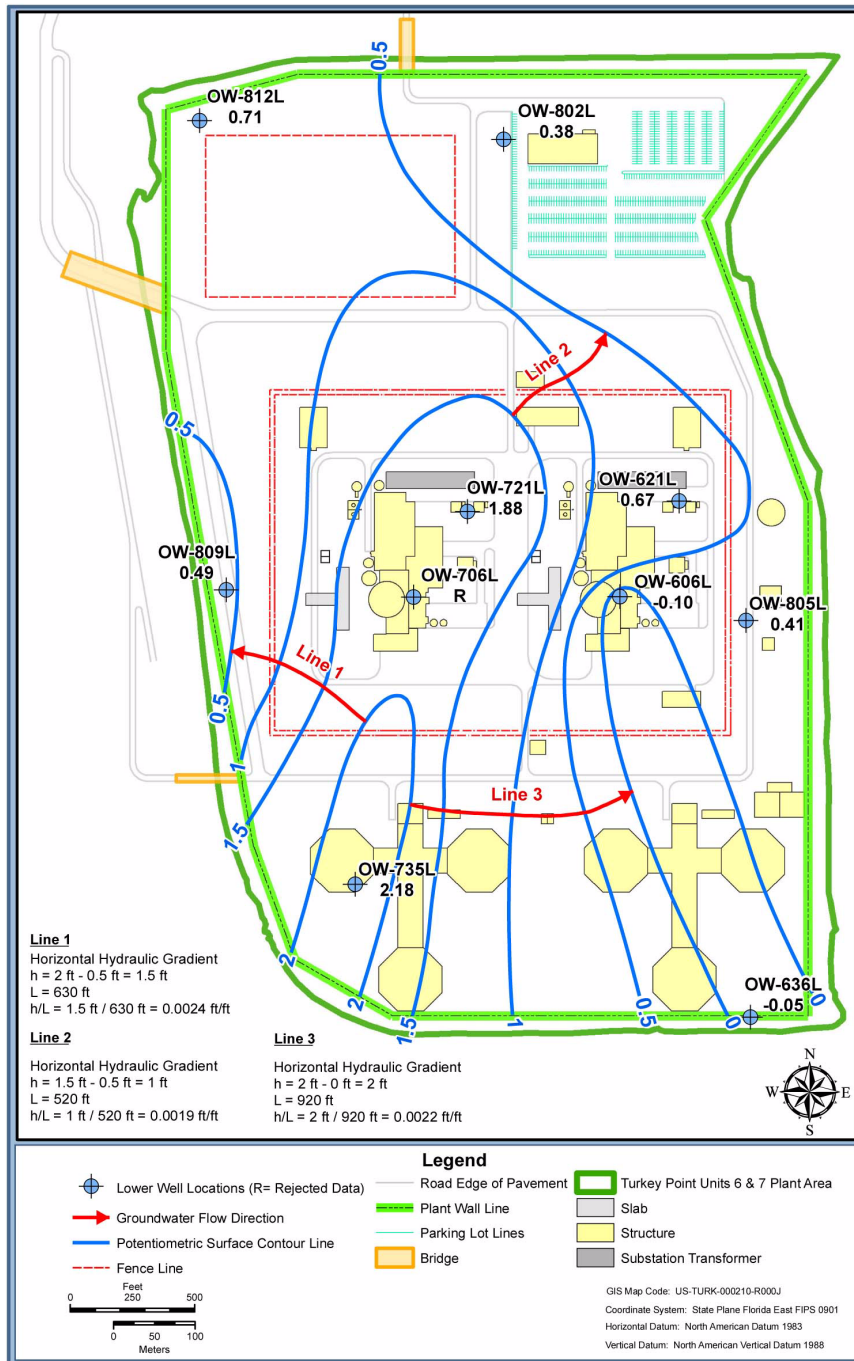 0.5
OW-812L
0.71
OW-802L
0.38
Line 2
0.5
OW-721L
1.88
OW-621L
0.67
OW-809L
0.49
OW-706L
R
OW-606L
-0.10
OW-805L
0.41
Line 1
0.5
1
Line 3
1.5
OW-735L
2.18
2
2
1.5
1
0.5
0
0
OW-636L
-0.05
Line 1
Horizontal Hydraulic Gradient
h = 2 ft - 0.5 ft = 1.5 ft
L = 630 ft
h/L = 1.5 ft / 630 ft = 0.0024 ft/ft
Line 2
Horizontal Hydraulic Gradient
h = 1.5 ft - 0.5 ft = 1 ft
L = 520 ft
h/L = 1 ft / 520 ft = 0.0019 ft/ft
Line 3
Horizontal Hydraulic Gradient
h = 2 ft - 0 ft = 2 ft
L = 920 ft
h/L = 2 ft / 920 ft = 0.0022 ft/ft
N
W E
S
Legend
Lower Well Locations (R= Rejected Data)
Groundwater Flow Direction
Potentiometric Surface Contour Line
Fence Line
Road Edge of Pavement
Plant Wall Line
Parking Lot Lines
Bridge
Turkey Point Units 6 & 7 Plant Area
Slab
Structure
Substation Transformer
Feet
0 250 500
0 50 100
Meters
GIS Map Code: US-TURK-000210-R000J
Coordinate System: State Plane Florida East FIPS 0901
Horizontal Datum: North American Datum 1983
Vertical Datum: North American Vertical Datum 1988